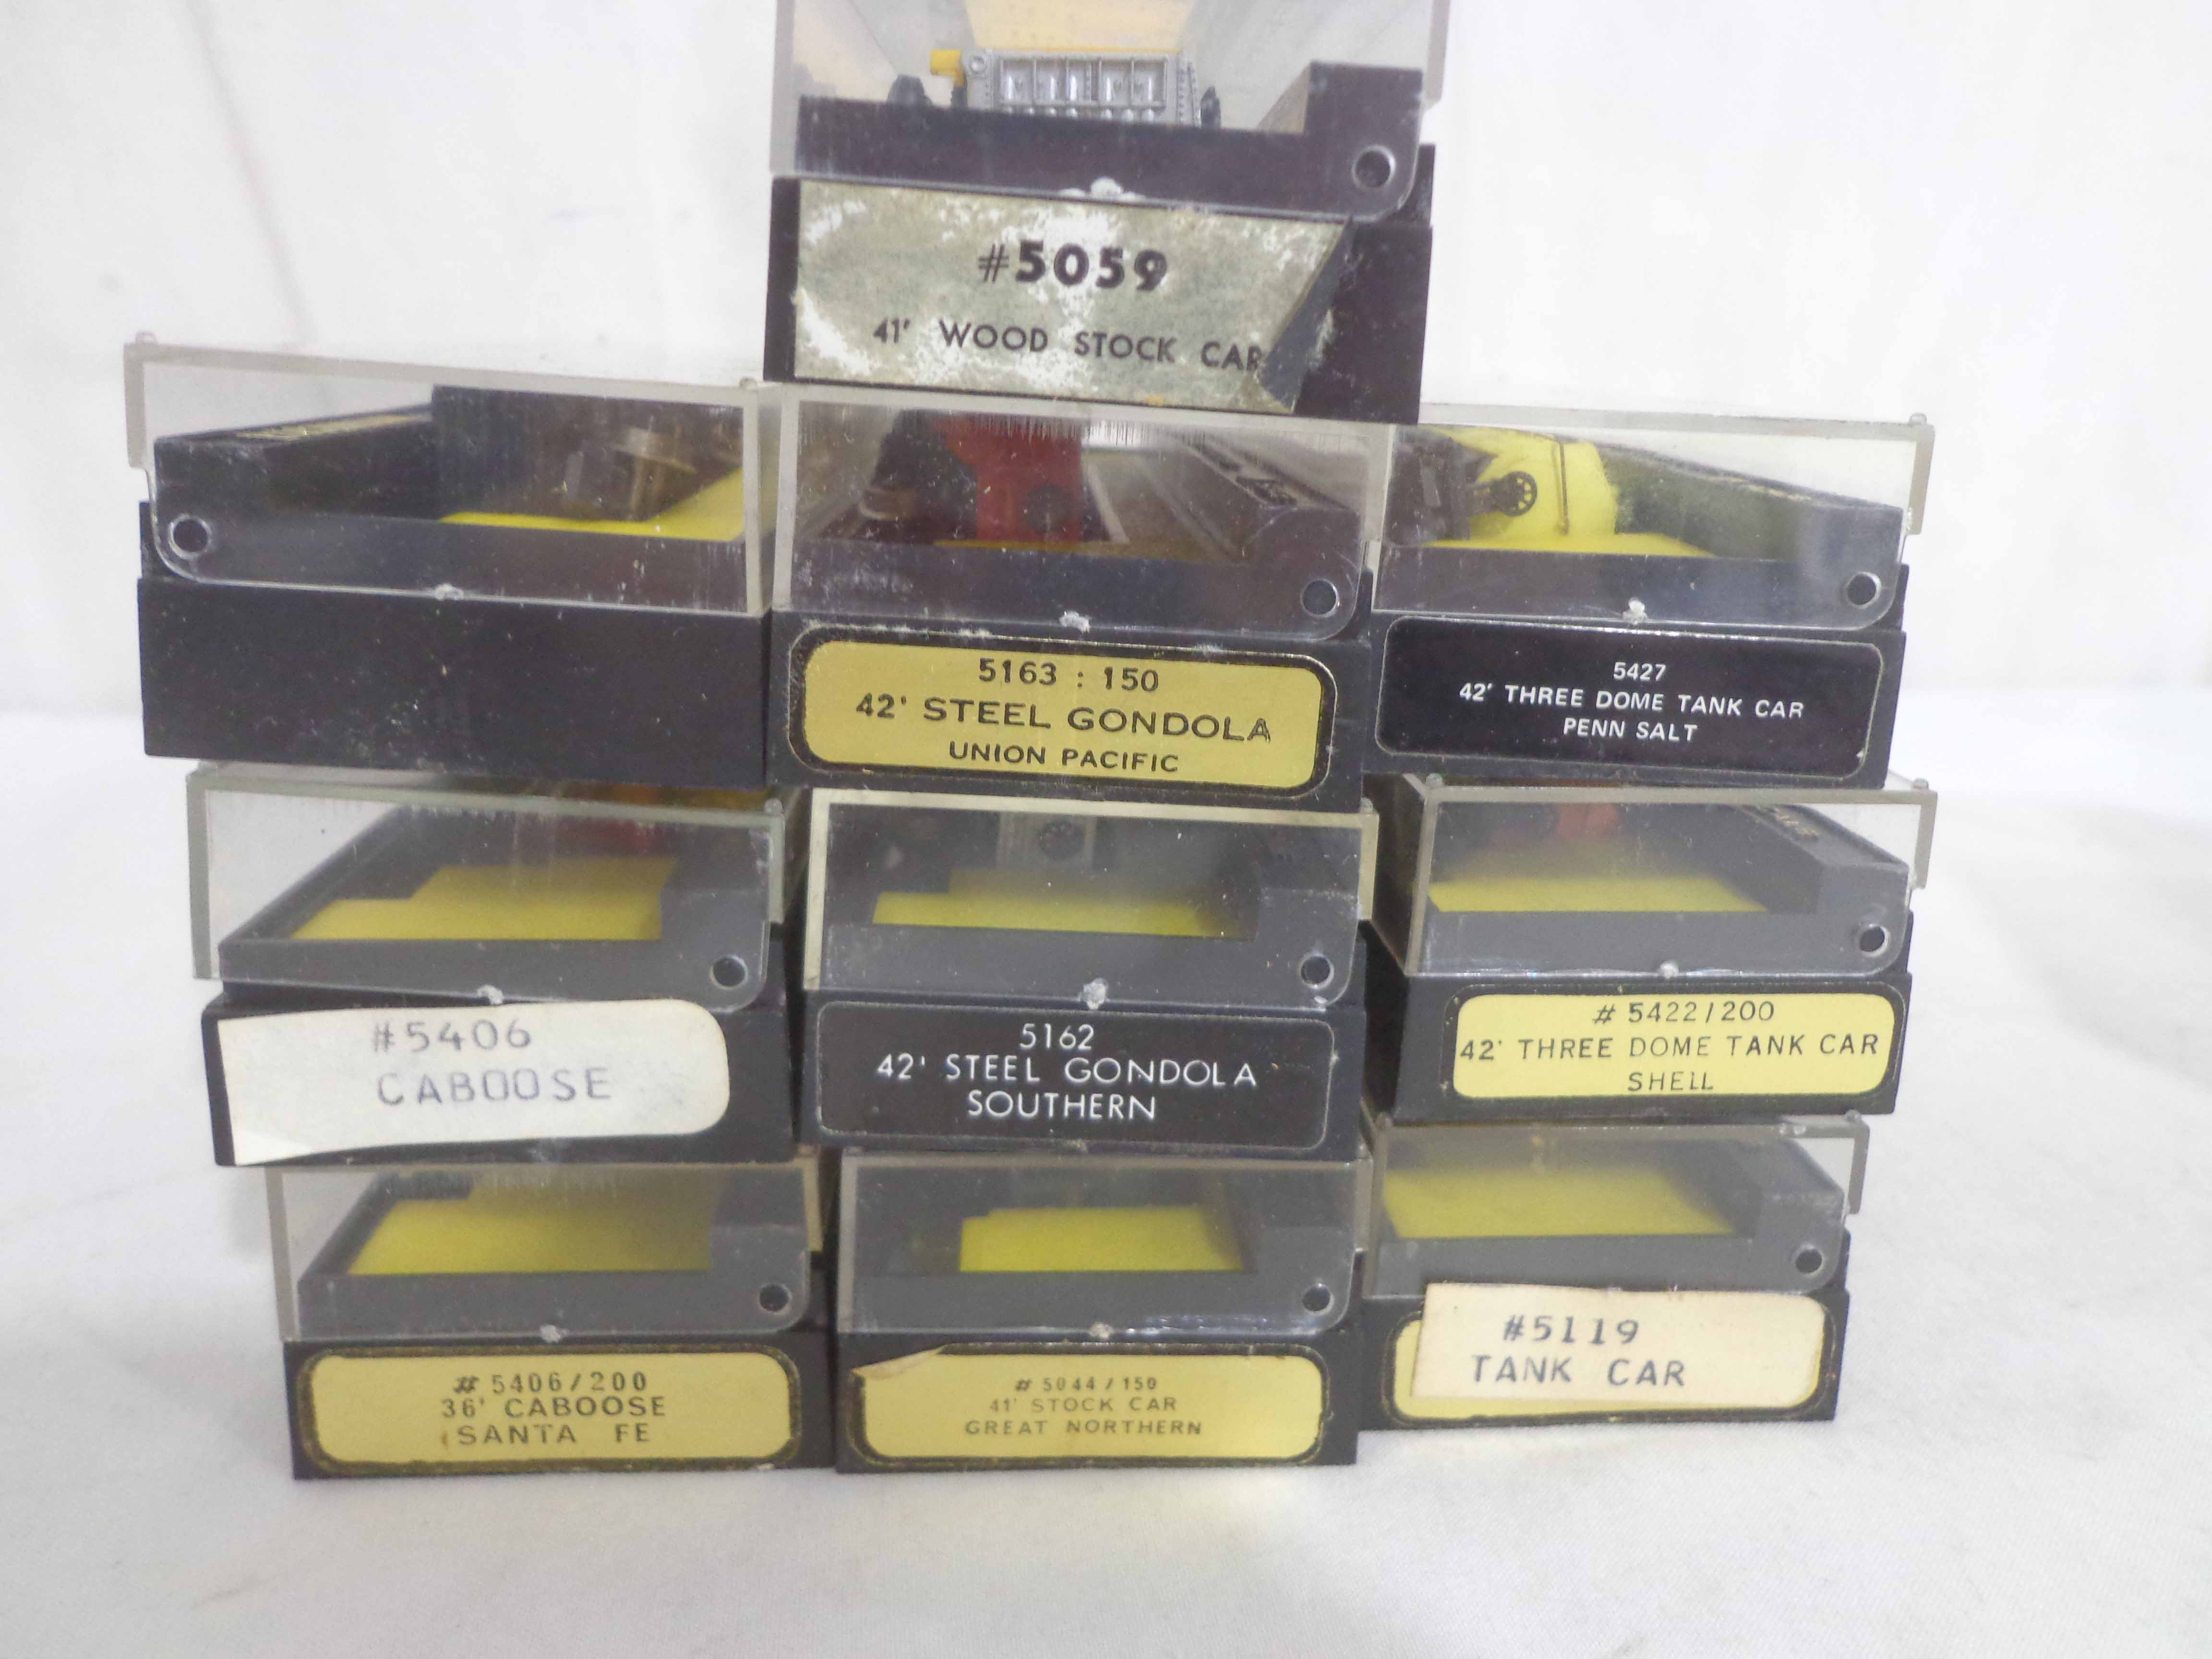 #5059
41' WOOD STOCK CAR
5163 : 150
42' STEEL GONDOLA
UNION PACIFIC
5427
42' THREE DOME TANK CAR
PENN SALT
#5406
CABOOSE
5162
42' STEEL GONDOLA
SOUTHERN
# 5422/200
42' THREE DOME TANK CAR
SHELL
# 5406/200
36' CABOOSE
SANTA FE
# 5044/150
41' STOCK CAR
GREAT NORTHERN
#5119
TANK CAR